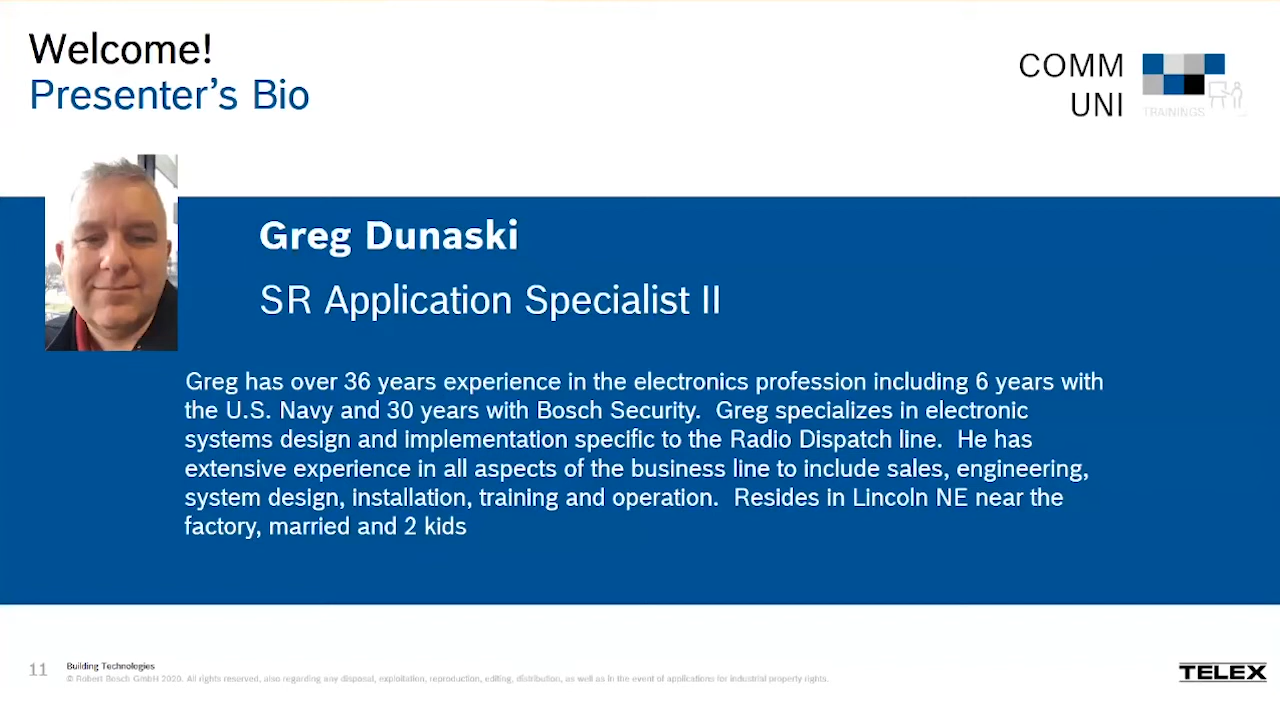 Welcome!
Presenter's Bio
COMM
UNI
TRAININGS
Greg Dunaski
SR Application Specialist II
Greg has over 36 years experience in the electronics profession including 6 years with
the U.S. Navy and 30 years with Bosch Security.  Greg specializes in electronic
systems design and implementation specific to the Radio Dispatch line.  He has
extensive experience in all aspects of the business line to include sales, engineering,
system design, installation, training and operation.  Resides in Lincoln NE near the
factory, married and 2 kids
11
Building Technologies
© Robert Bosch GmbH 2020. All rights reserved, also regarding any disposal, exploitation, reproduction, editing, distribution, as well as in the event of applications for industrial property rights.
TELEX